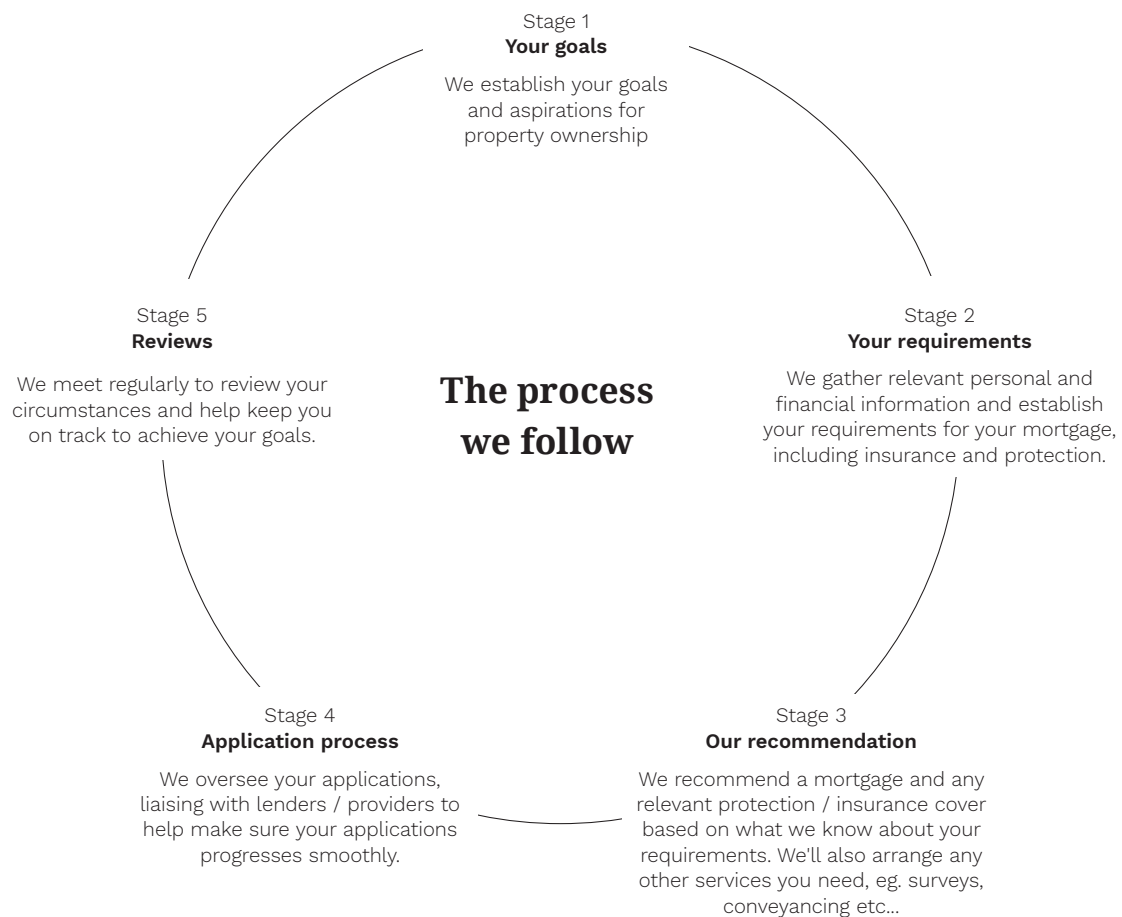 Stage 1
Your goals
We establish your goals
and aspirations for
property ownership
Stage 2
Your requirements
We gather relevant personal and
financial information and establish
your requirements for your mortgage,
including insurance and protection.
Stage 3
Our recommendation
We recommend a mortgage and any
relevant protection / insurance cover
based on what we know about your
requirements. We'll also arrange any
other services you need, eg. surveys,
conveyancing etc...
Stage 4
Application process
We oversee your applications,
liaising with lenders / providers to
help make sure your applications
progresses smoothly.
Stage 5
Reviews
We meet regularly to review your
circumstances and help keep you
on track to achieve your goals.
The process
we follow